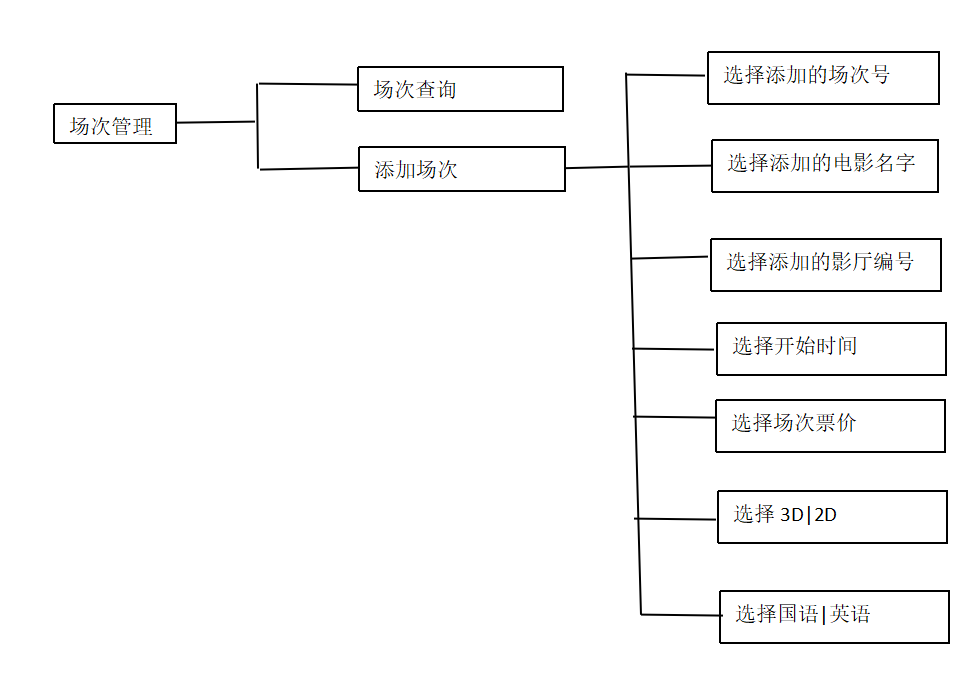 场次管理
场次查询
添加场次
选择添加的场次号
选择添加的电影名字
选择添加的影厅编号
选择开始时间
选择场次票价
选择 3D|2D
选择国语|英语